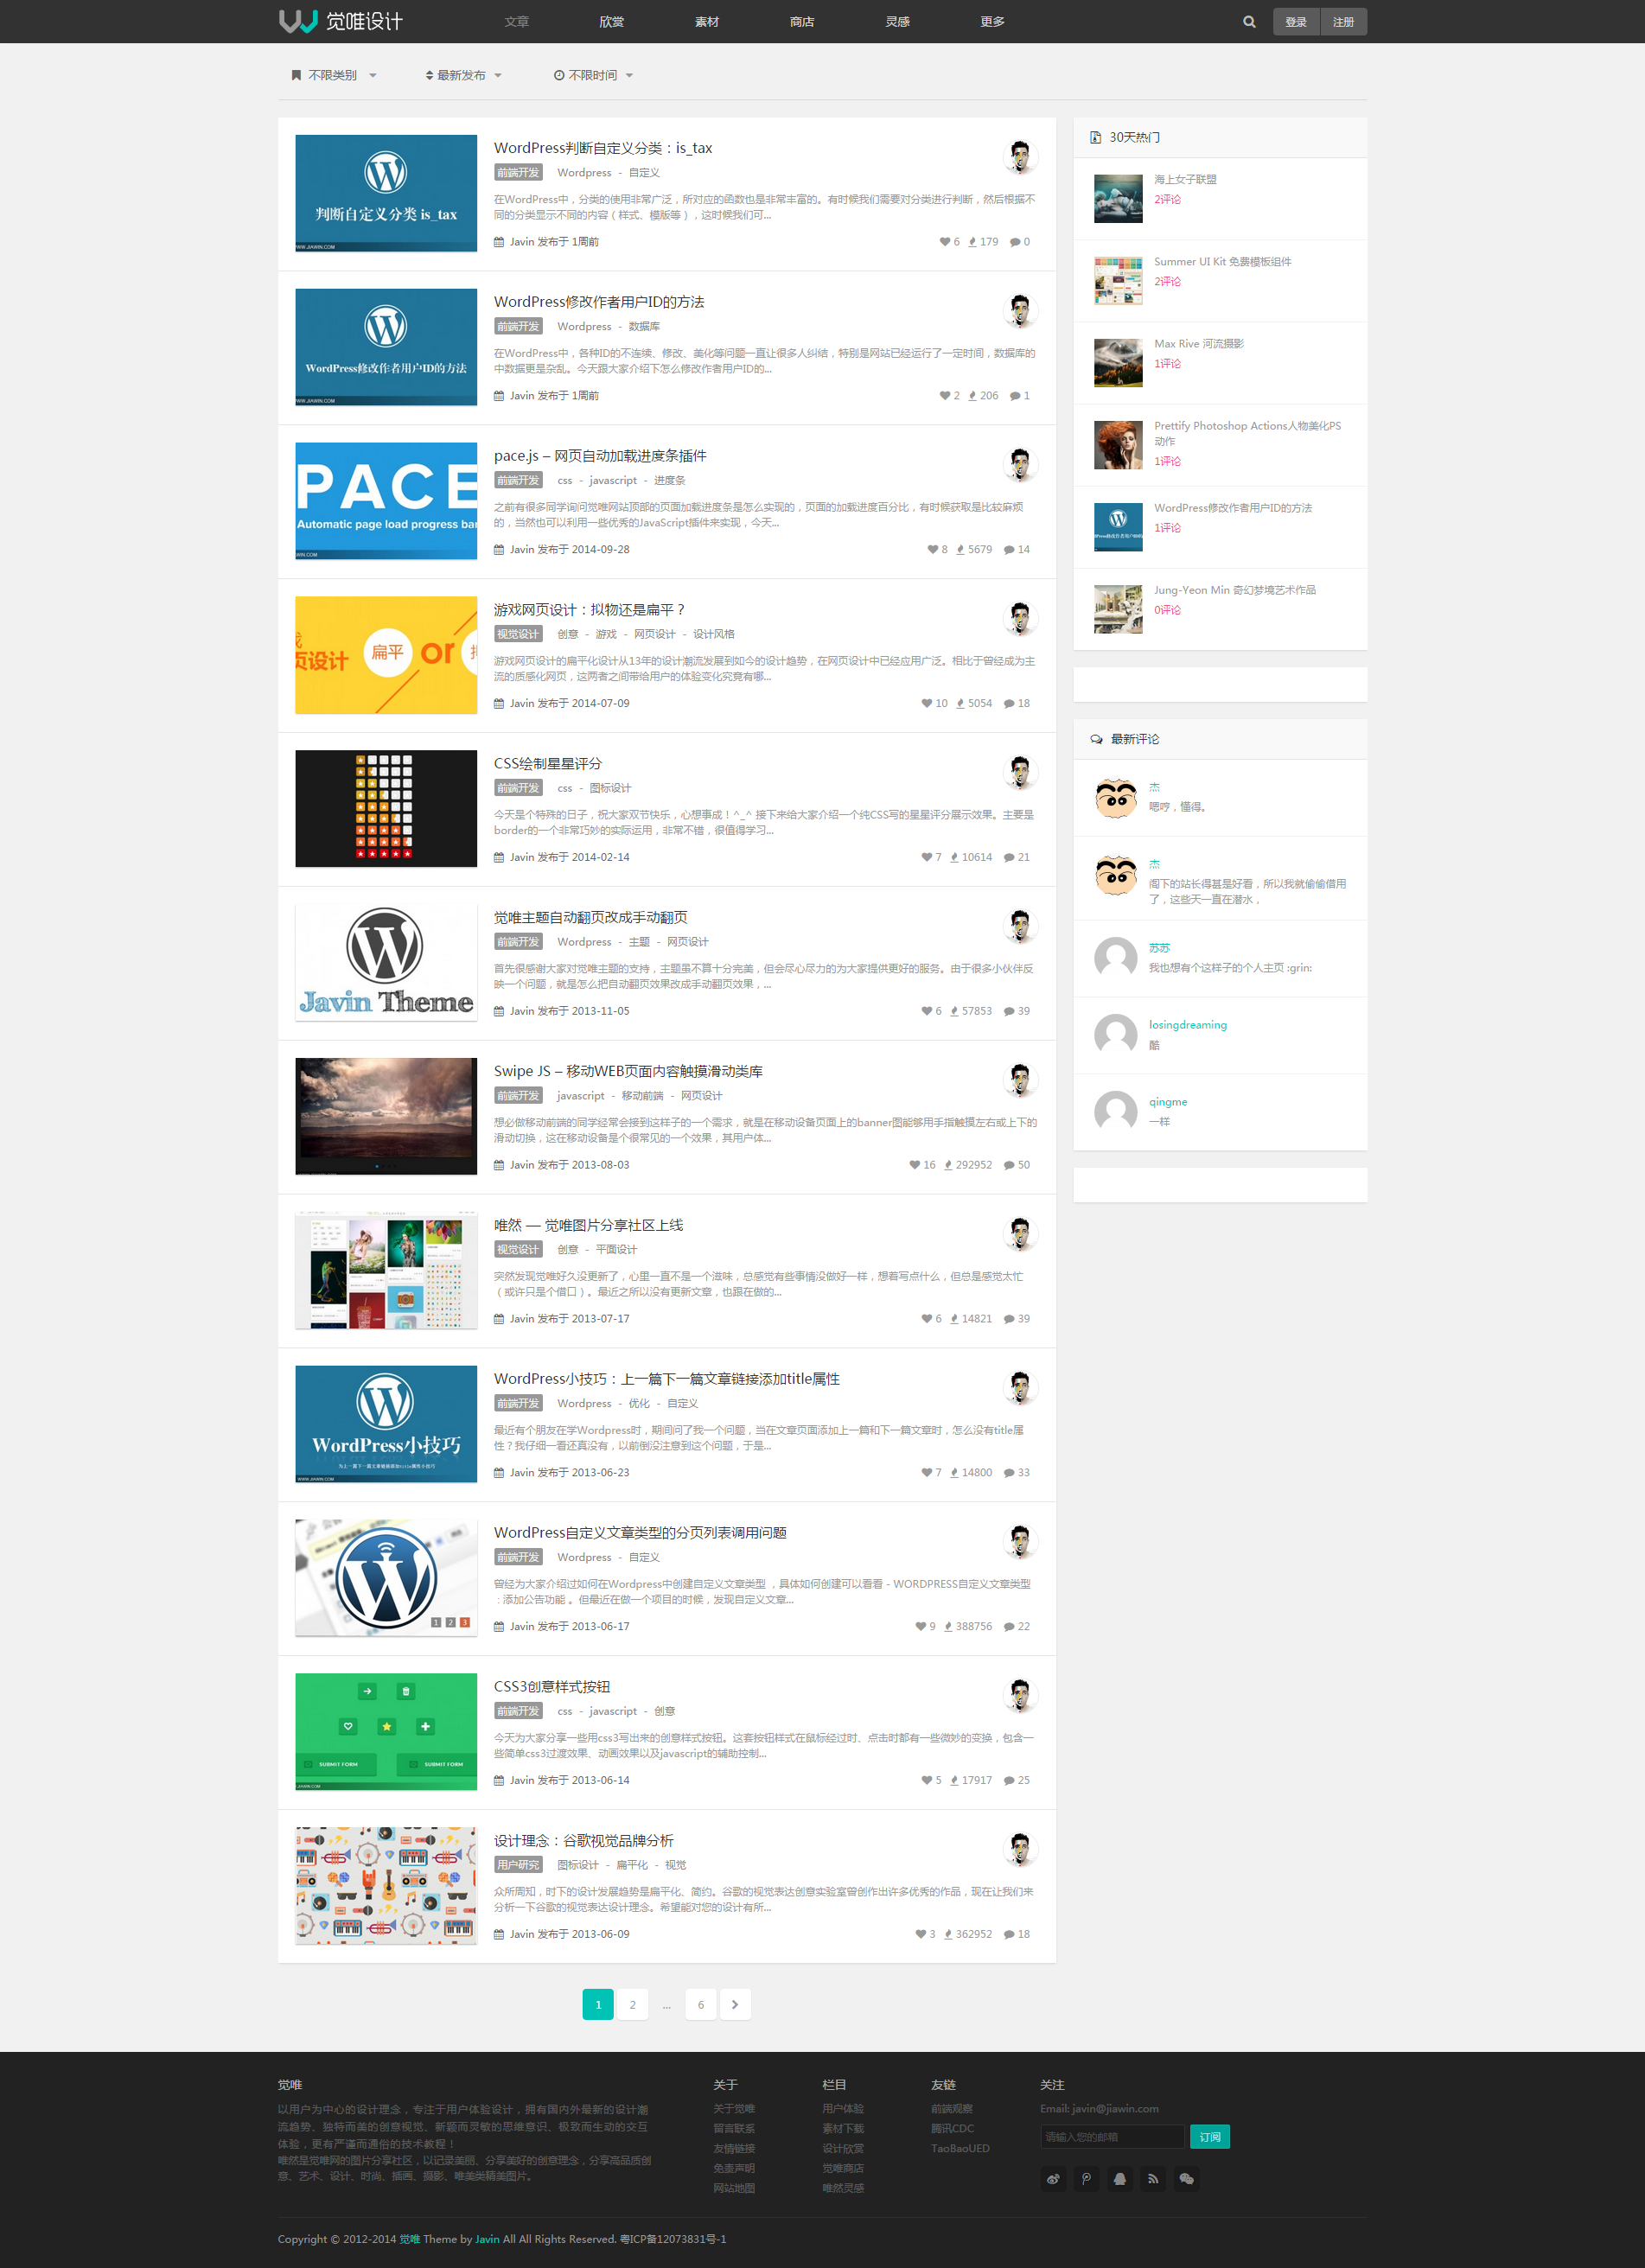 觉唯设计
文章 欣赏 素材 商店 灵感 更多
登录 注册
不限类别 最新发布 不限时间
判断自定义分类 is_tax
WordPress判断自定义分类：is_tax
前端开发 Wordpress - 自定义
在WordPress中，分类的使用非常广泛，所对应的函数也是非常丰富的。有时候我们需要对分类进行判断，然后根据不
同的分类显示不同的内容（样式、模版等），这时候我们可...
Javin 发布于 1周前 6 179 0
WordPress修改作者用户ID的方法
WordPress修改作者用户ID的方法
前端开发 Wordpress - 数据库
在WordPress中，各种ID的不连续、修改、美化等问题一直让很多人纠结，特别是网站已经运行了一定时间，数据库的
中数据更是杂乱。今天跟大家介绍下怎么修改作者用户ID的...
Javin 发布于 1周前 2 206 1
PACE
Automatic page load progress bar
pace.js – 网页自动加载进度条插件
前端开发 css - javascript - 进度条
之前有很多同学询问觉唯网站顶部的页面加载进度条是怎么实现的，页面的加载进度百分比，有时候获取是比较麻烦
的，当然也可以利用一些优秀的JavaScript插件来实现，今天...
Javin 发布于 2014-09-28 8 5679 14
页设计 扁平 or
游戏网页设计：拟物还是扁平？
视觉设计 创意 - 游戏 - 网页设计 - 设计风格
游戏网页设计的扁平化设计从13年的设计潮流发展到如今的设计趋势，在网页设计中已经应用广泛。相比于曾经成为主
流的质感化网页，这两者之间带给用户的体验变化究竟有哪...
Javin 发布于 2014-07-09 10 5054 18
CSS绘制星星评分
前端开发 css - 图标设计
今天是个特殊的日子，祝大家双节快乐，心想事成！^_^ 接下来给大家介绍一个纯CSS写的星星评分展示效果。主要是
border的一个非常巧妙的实际运用，非常不错，很值得学习...
Javin 发布于 2014-02-14 7 10614 21
Javin Theme
觉唯主题自动翻页改成手动翻页
前端开发 Wordpress - 主题 - 网页设计
首先很感谢大家对觉唯主题的支持，主题虽不算十分完美，但会尽心尽力的为大家提供更好的服务。由于很多小伙伴反
映一个问题，就是怎么把自动翻页效果改成手动翻页效果，...
Javin 发布于 2013-11-05 6 57853 39
Swipe JS – 移动WEB页面内容触摸滑动类库
前端开发 javascript - 移动前端 - 网页设计
想必做移动前端的同学经常会接到这样子的一个需求，就是在移动设备页面上的banner图能够用手指触摸左右或上下的
滑动切换，这在移动设备是个很常见的一个效果，其用户体...
Javin 发布于 2013-08-03 16 292952 50
唯然 — 觉唯图片分享社区上线
视觉设计 创意 - 平面设计
突然发现觉唯好久没更新了，心里一直不是一个滋味，总感觉有些事情没做好一样，想着写点什么，但总是感觉太忙
（或许只是个借口）。最近之所以没有更新文章，也跟在做的...
Javin 发布于 2013-07-17 6 14821 39
WordPress小技巧
为上一篇下一篇文章链接添加title属性小技巧
WordPress小技巧：上一篇下一篇文章链接添加title属性
前端开发 Wordpress - 优化 - 自定义
最近有个朋友在学Wordpress时，期间问了我一个问题，当在文章页面添加上一篇和下一篇文章时，怎么没有title属
性？我仔细一看还真没有，以前倒没注意到这个问题，于是...
Javin 发布于 2013-06-23 7 14800 33
1 2 3
WordPress自定义文章类型的分页列表调用问题
前端开发 Wordpress - 自定义
曾经为大家介绍过如何在Wordpress中创建自定义文章类型 ，具体如何创建可以看看 - WORDPRESS自定义文章类型
：添加公告功能 。但最近在做一个项目的时候，发现自定义文章...
Javin 发布于 2013-06-17 9 388756 22
SUBMIT FORM SUBMIT FORM
CSS3创意样式按钮
前端开发 css - javascript - 创意
今天为大家分享一些用css3写出来的创意样式按钮。这套按钮样式在鼠标经过时、点击时都有一些微妙的变换，包含一
些简单css3过渡效果、动画效果以及javascript的辅助控制...
Javin 发布于 2013-06-14 5 17917 25
设计理念：谷歌视觉品牌分析
用户研究 图标设计 - 扁平化 - 视觉
众所周知，时下的设计发展趋势是扁平化、简约。谷歌的视觉表达创意实验室曾创作出许多优秀的作品，现在让我们来
分析一下谷歌的视觉表达设计理念。希望能对您的设计有所...
Javin 发布于 2013-06-09 3 362952 18
1 2 ... 6
30天热门
海上女子联盟
2评论
Summer UI Kit 免费模板组件
2评论
Max Rive 河流摄影
1评论
Prettify Photoshop Actions人物美化PS
动作
1评论
WordPress修改作者用户ID的方法
1评论
Jung-Yeon Min 奇幻梦境艺术作品
0评论
最新评论
杰
嗯哼，懂得。
杰
阁下的站长得甚是好看，所以我就偷偷借用
了，这些天一直在潜水，
苏苏
我也想有个这样子的个人主页 :grin:
losingdreaming
酷
qingme
一样
觉唯
以用户为中心的设计理念，专注于用户体验设计，拥有国内外最新的设计潮
流趋势、独特而美的创意视觉、新颖而灵敏的思维意识、极致而生动的交互
体验，更有严谨而通俗的技术教程！
唯然是觉唯网的图片分享社区，以记录美丽、分享美好的创意理念，分享高品质创
意、艺术、设计、时尚、插画、摄影、唯美类精美图片。
关于
关于觉唯
留言联系
友情链接
免责声明
网站地图
栏目
用户体验
素材下载
设计欣赏
觉唯商店
唯然灵感
友链
前端观察
腾讯CDC
TaoBaoUED
关注
Email: javin@jiawin.com
请输入您的邮箱 订阅
Copyright © 2012-2014 觉唯 Theme by Javin All All Rights Reserved. 粤ICP备12073831号-1